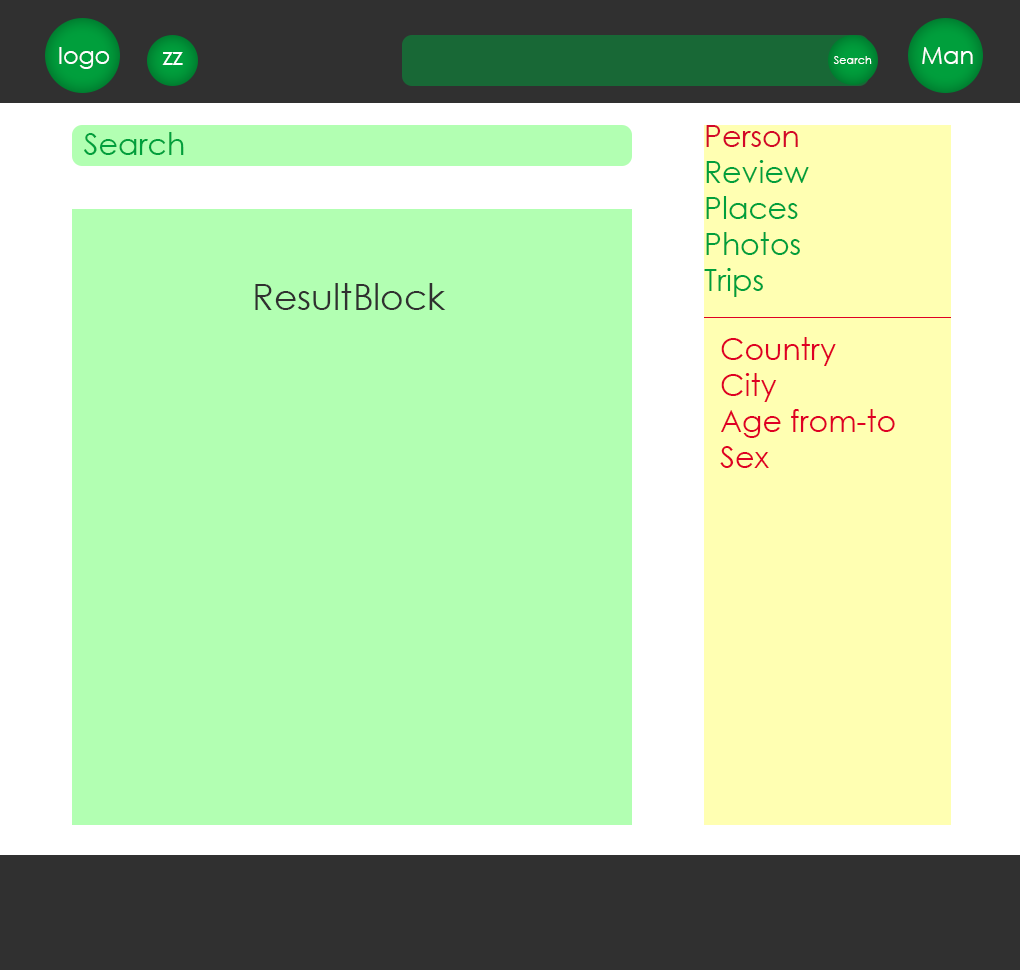 logo
zz
Search
Man
Search
ResultBlock
Person
Review
Places
Photos
Trips
Country
City
Age from-to
Sex